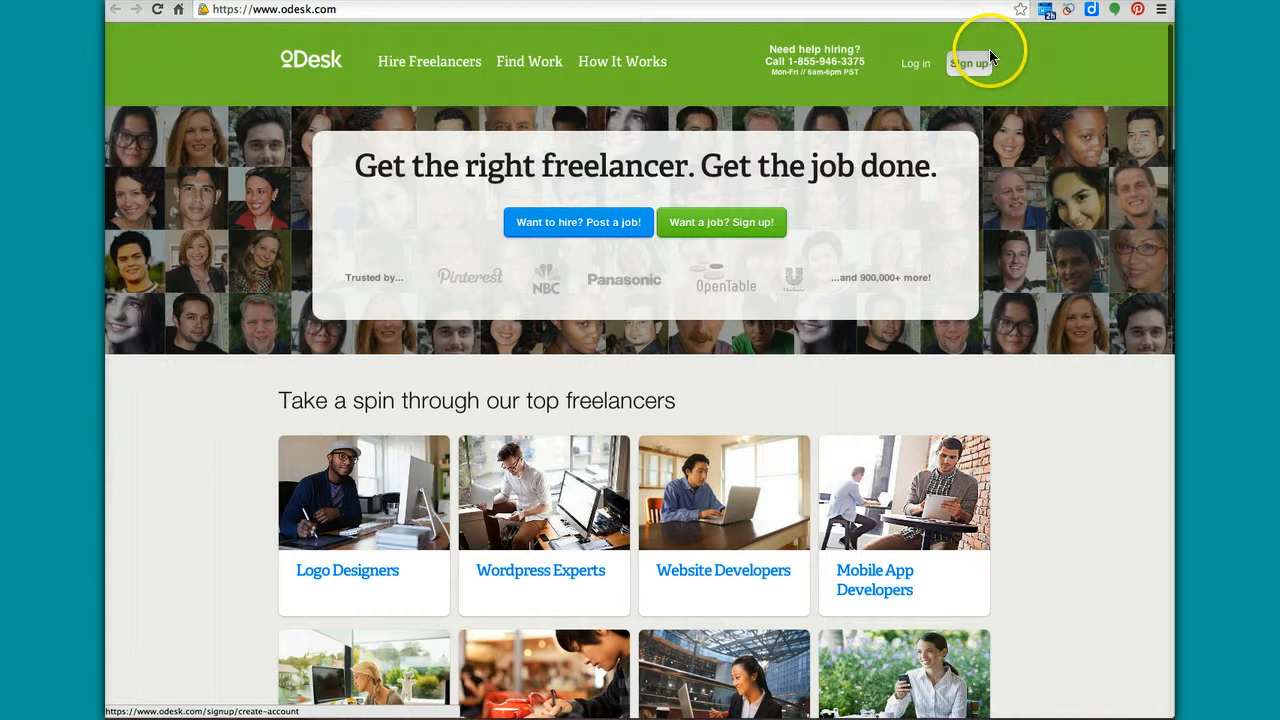 https://www.odesk.com
2h
oDesk
Hire Freelancers
Find Work
How It Works
Need help hiring?
Call 1-855-946-3375
Mon-Fri // 6am-6pm PST
Log in
Sign up
Get the right freelancer. Get the job done.
Want to hire? Post a job!
Want a job? Sign up!
Trusted by...
Pinterest
NBC
Panasonic
OpenTable
Unilever
...and 900,000+ more!
Take a spin through our top freelancers
Logo Designers
Wordpress Experts
Website Developers
Mobile App
Developers
https://www.odesk.com/signup/create-account